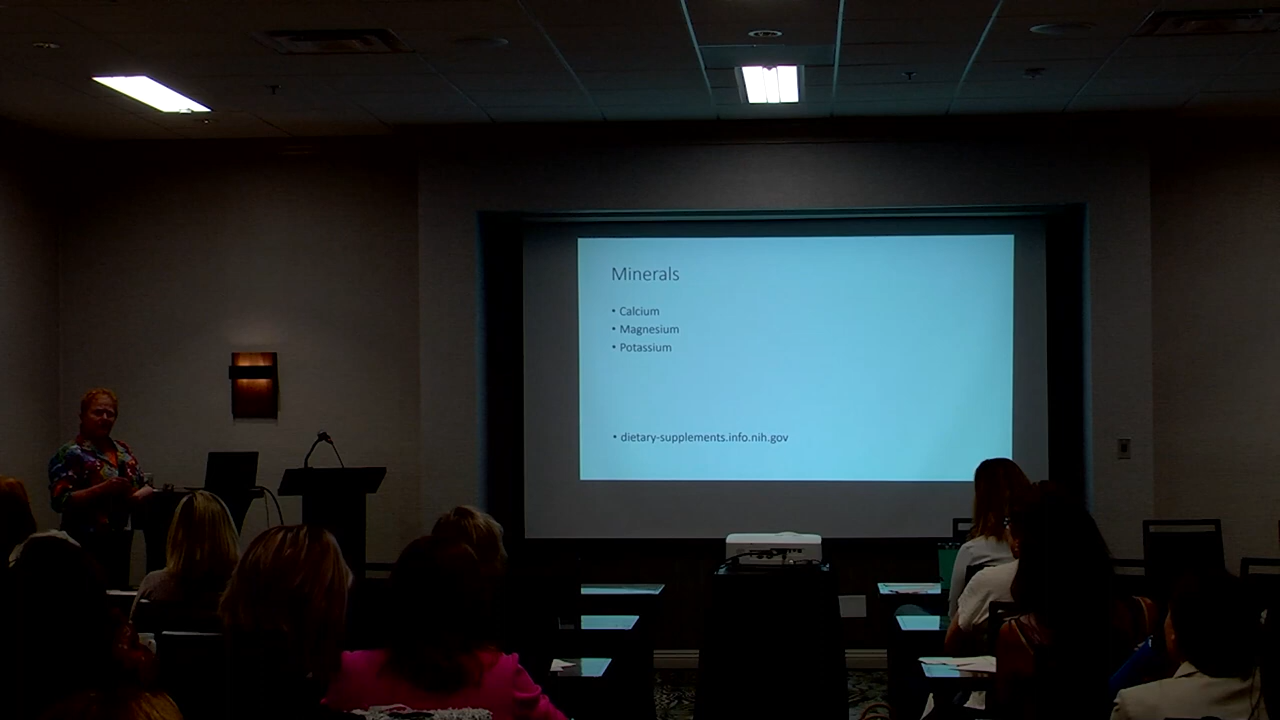 Minerals
• Calcium
• Magnesium
• Potassium
• dietary-supplements.info.nih.gov